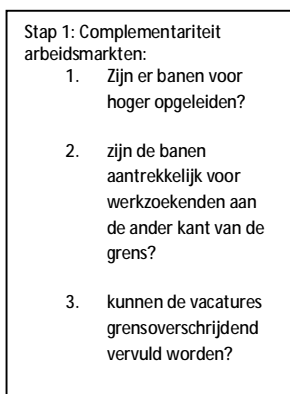 Stap 1: Complementariteit
arbeidsmarkten:
1. Zijn er banen voor
hoger opgeleiden?
2. zijn de banen
aantrekkelijk voor
werkzoekenden aan
de ander kant van de
grens?
3. kunnen de vacatures
grensoverschrijdend
vervuld worden?